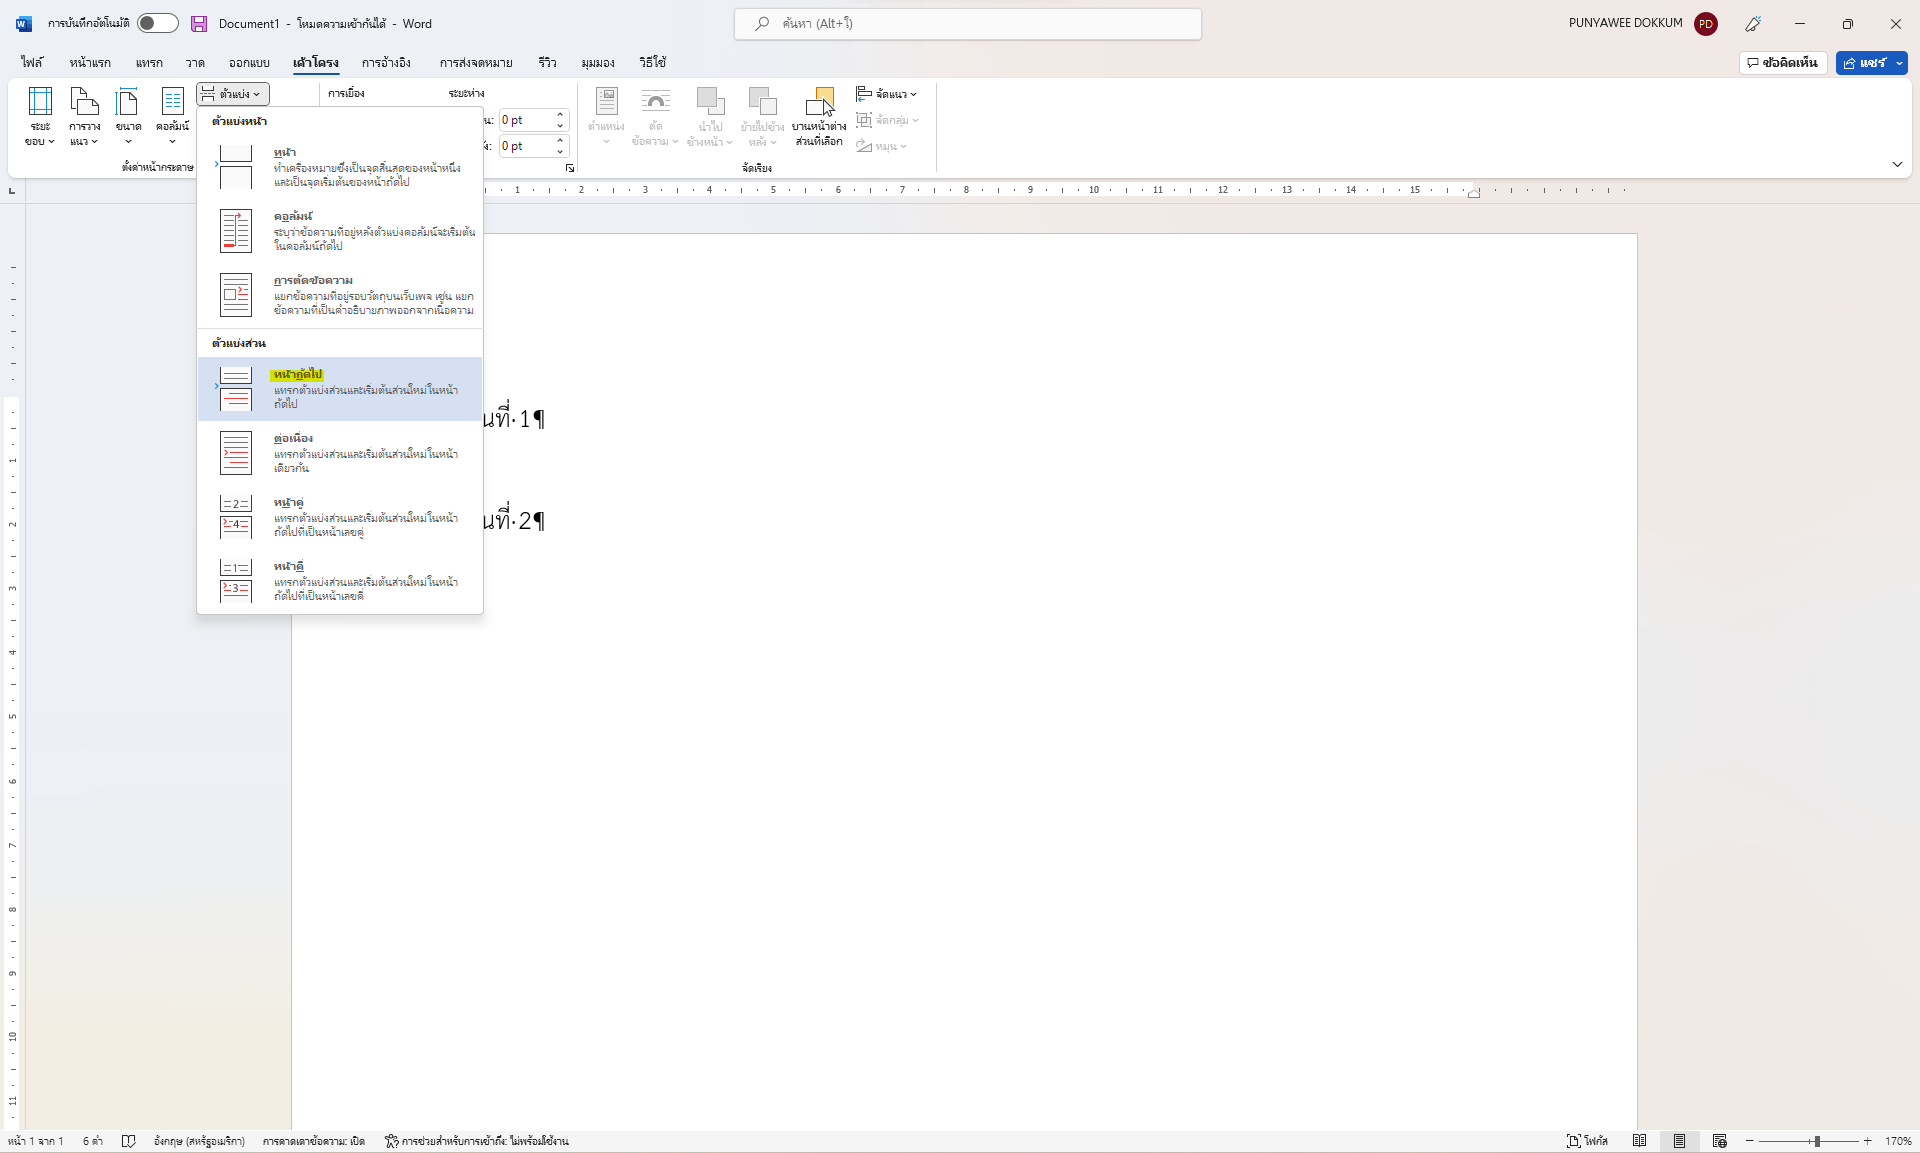 การบันทึกอัตโนมัติ
Document1 - โหมดความเข้ากันได้ - Word
ค้นหา (Alt+ใ)
PUNYAWEE DOKKUM
PD
ไฟล์ หน้าแรก แทรก วาด ออกแบบ เค้าโครง การอ้างอิง การส่งจดหมาย รีวิว มุมมอง วิธีใช้
ข้อคิดเห็น
แชร์
ระยะขอบ
การวางแนว
ขนาด
คอลัมน์
ตั้งค่าหน้ากระดาษ
ตัวแบ่ง
การเยื้อง
ระยะห่าง
0 pt
0 pt
ตำแหน่ง
ตัดข้อความ
นำไปข้างหน้า
ย้ายไปข้างหลัง
บานหน้าต่างส่วนที่เลือก
จัดแนว
จัดกลุ่ม
หมุน
จัดเรียง
ตัวแบ่งหน้า
หน้า
ทำเครื่องหมายซึ่งเป็นจุดสิ้นสุดของหน้าหนึ่ง
และเป็นจุดเริ่มต้นของหน้าถัดไป
คอลัมน์
ระบุว่าข้อความที่อยู่หลังตัวแบ่งคอลัมน์จะเริ่มต้น
ในคอลัมน์ถัดไป
การตัดข้อความ
แยกข้อความที่อยู่รอบวัตถุบนเว็บเพจ เช่น แยก
ข้อความที่เป็นคำอธิบายภาพออกจากเนื้อความ
ตัวแบ่งส่วน
หน้าถัดไป
แทรกตัวแบ่งส่วนและเริ่มต้นส่วนใหม่ในหน้า
ถัดไป
ต่อเนื่อง
แทรกตัวแบ่งส่วนและเริ่มต้นส่วนใหม่ในหน้า
เดียวกัน
หน้าคู่
แทรกตัวแบ่งส่วนและเริ่มต้นส่วนใหม่ในหน้า
ถัดไปที่เป็นหน้าเลขคู่
หน้าคี่
แทรกตัวแบ่งส่วนและเริ่มต้นส่วนใหม่ในหน้า
ถัดไปที่เป็นหน้าเลขคี่
1 2 3 4 5 6 7 8 9 10 11 12 13 14 15
นที่·1¶
นที่·2¶
1
2
3
4
5
6
7
8
9
10
11
หน้า 1 จาก 1 6 คำ อังกฤษ (สหรัฐอเมริกา) การคาดเดาข้อความ: เปิด การช่วยสำหรับการเข้าถึง: ไม่พร้อมใช้งาน
โฟกัส
170%